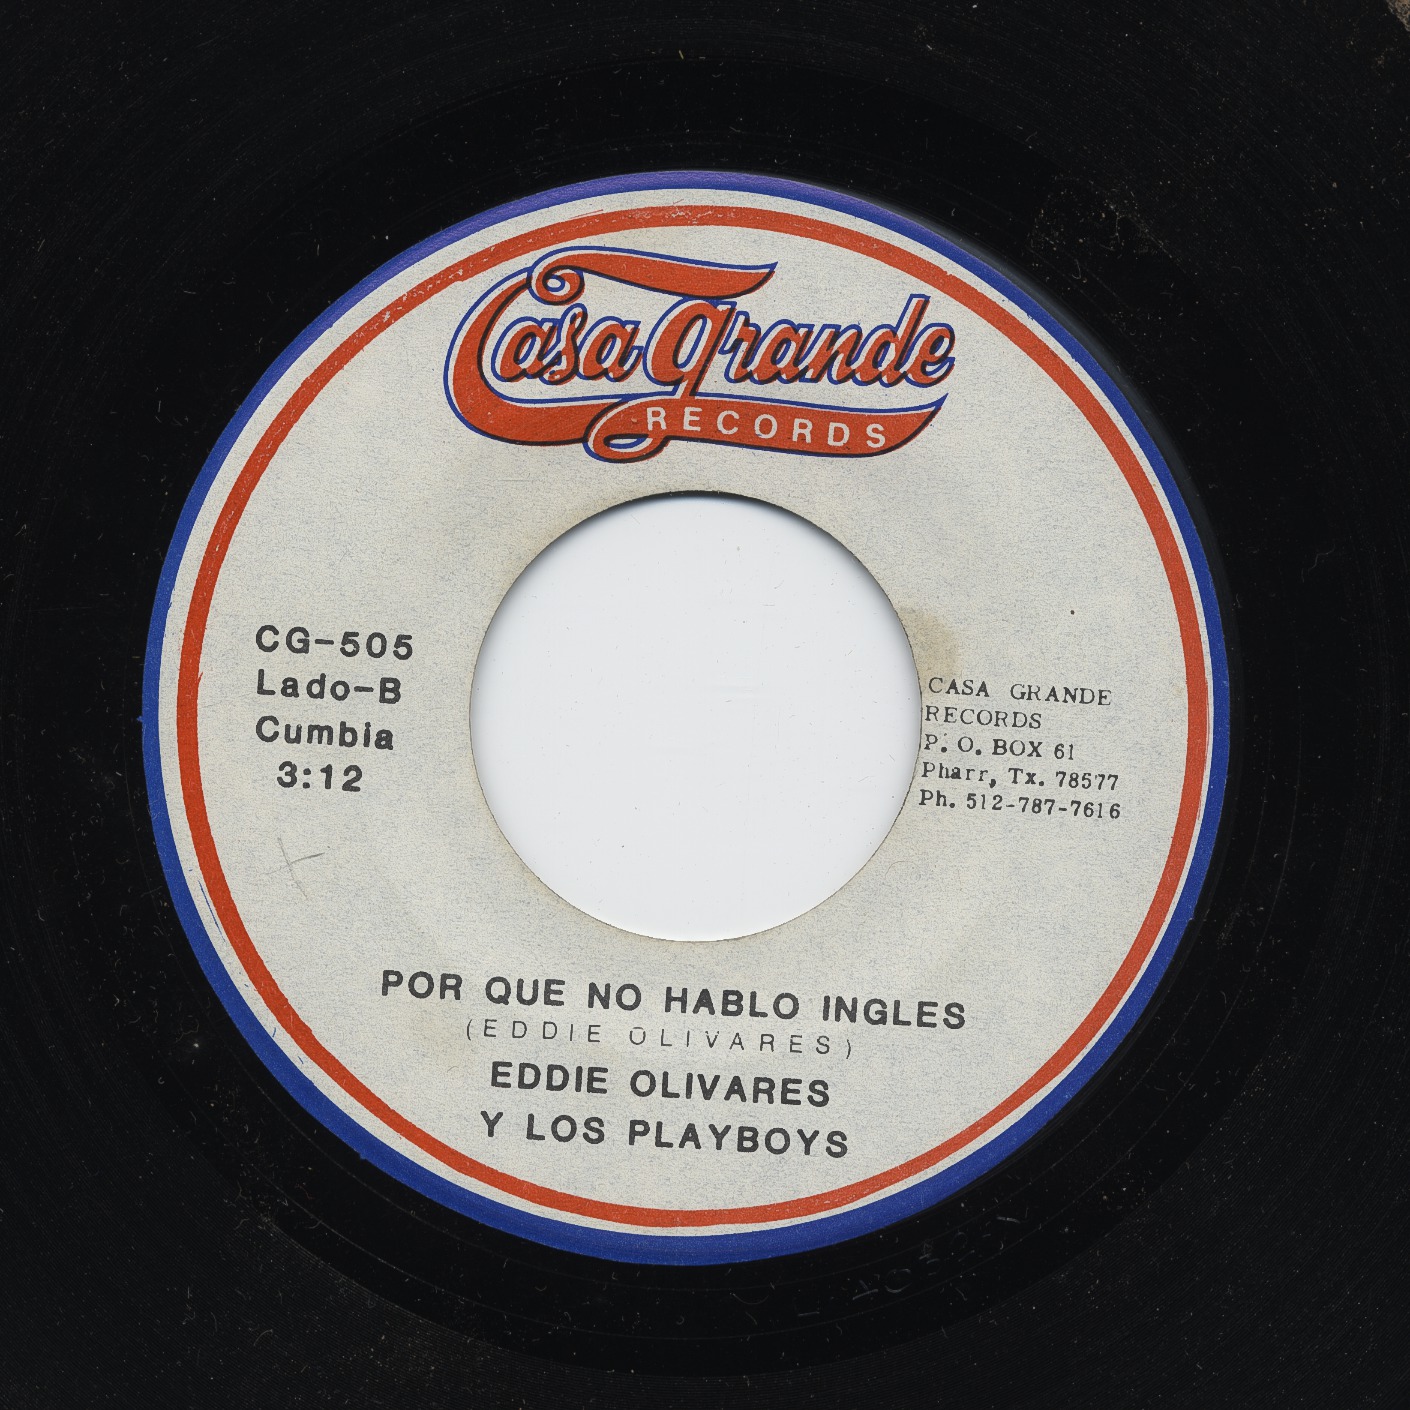 Casa Grande
RECORDS
CG-505
Lado-B
Cumbia
3:12
CASA GRANDE
RECORDS
P. O. BOX 61
Pharr, Tx. 78577
Ph. 512-787-7616
POR QUE NO HABLO INGLES
(EDDIE OLIVARES)
EDDIE OLIVARES
Y LOS PLAYBOYS